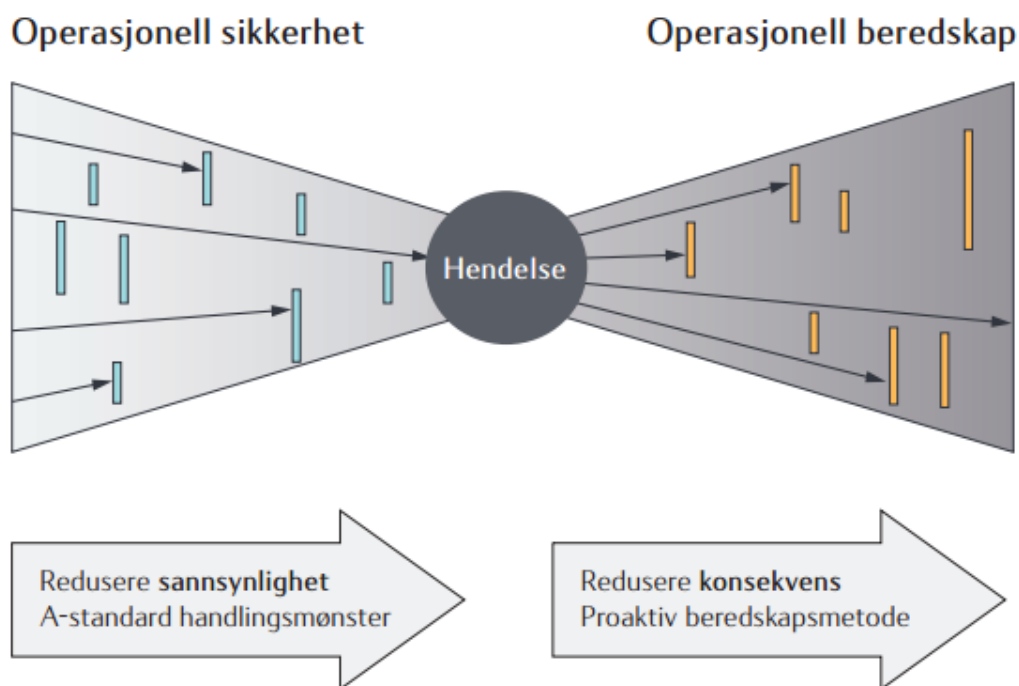 Operasjonell sikkerhet
Operasjonell beredskap
Hendelse
Redusere sannsynlighet
A-standard handlingsmønster
Redusere konsekvens
Proaktiv beredskapsmetode